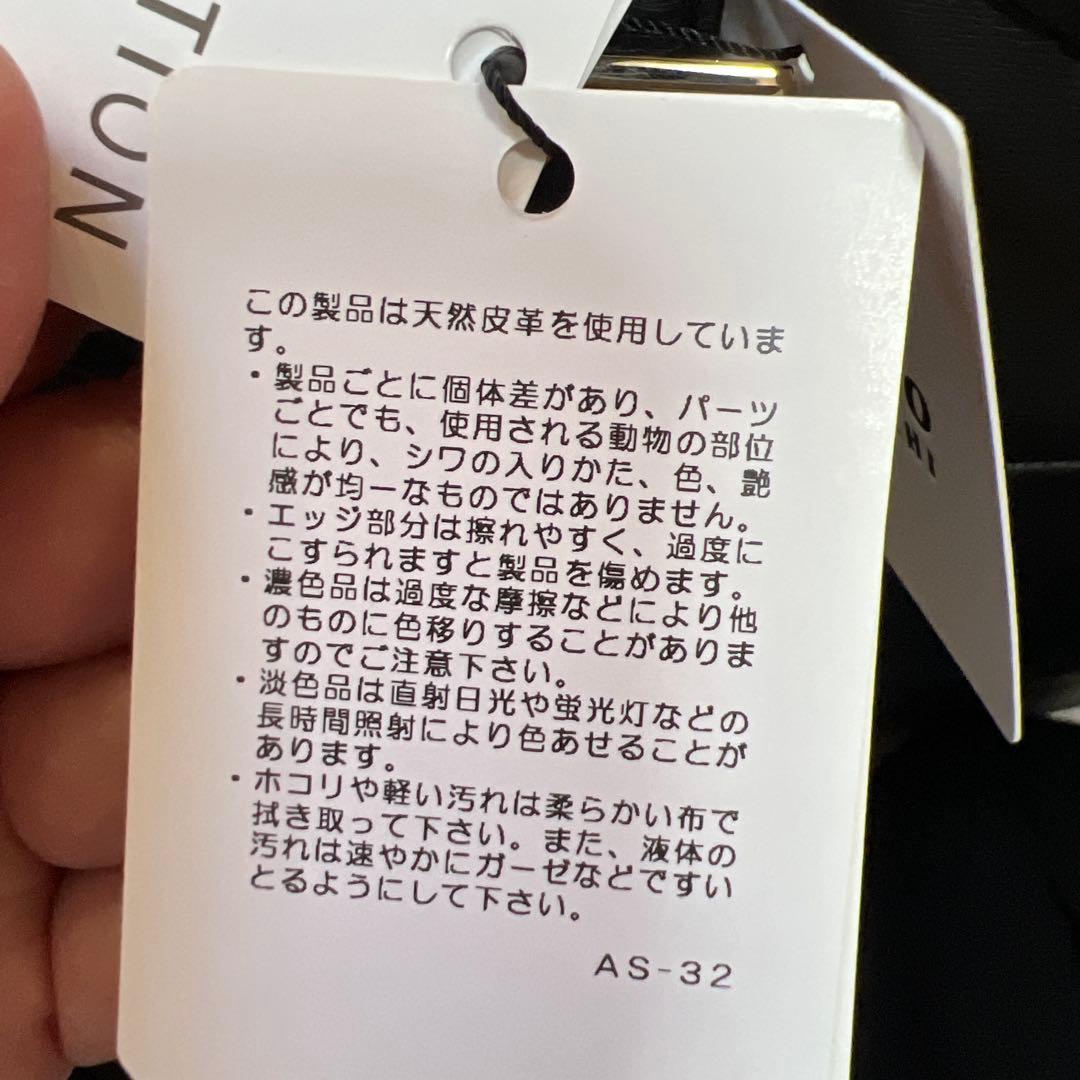 TION
この製品は天然皮革を使用していま
す。
・製品ごとに個体差があり、パーツ
ごとでも、使用される動物の部位
により、シワの入りかた、色、艶
感が均一なものではありません。
・エッジ部分は擦れやすく、過度に
こすられますと製品を傷めます。
・濃色品は過度な摩擦などにより他
のものに色移りすることがありま
すのでご注意下さい。
・淡色品は直射日光や蛍光灯などの
長時間照射により色あせることが
あります。
・ホコリや軽い汚れは柔らかい布で
拭き取って下さい。また、液体の
汚れは速やかにガーゼなどですい
とるようにして下さい。
AS-32
O
HI